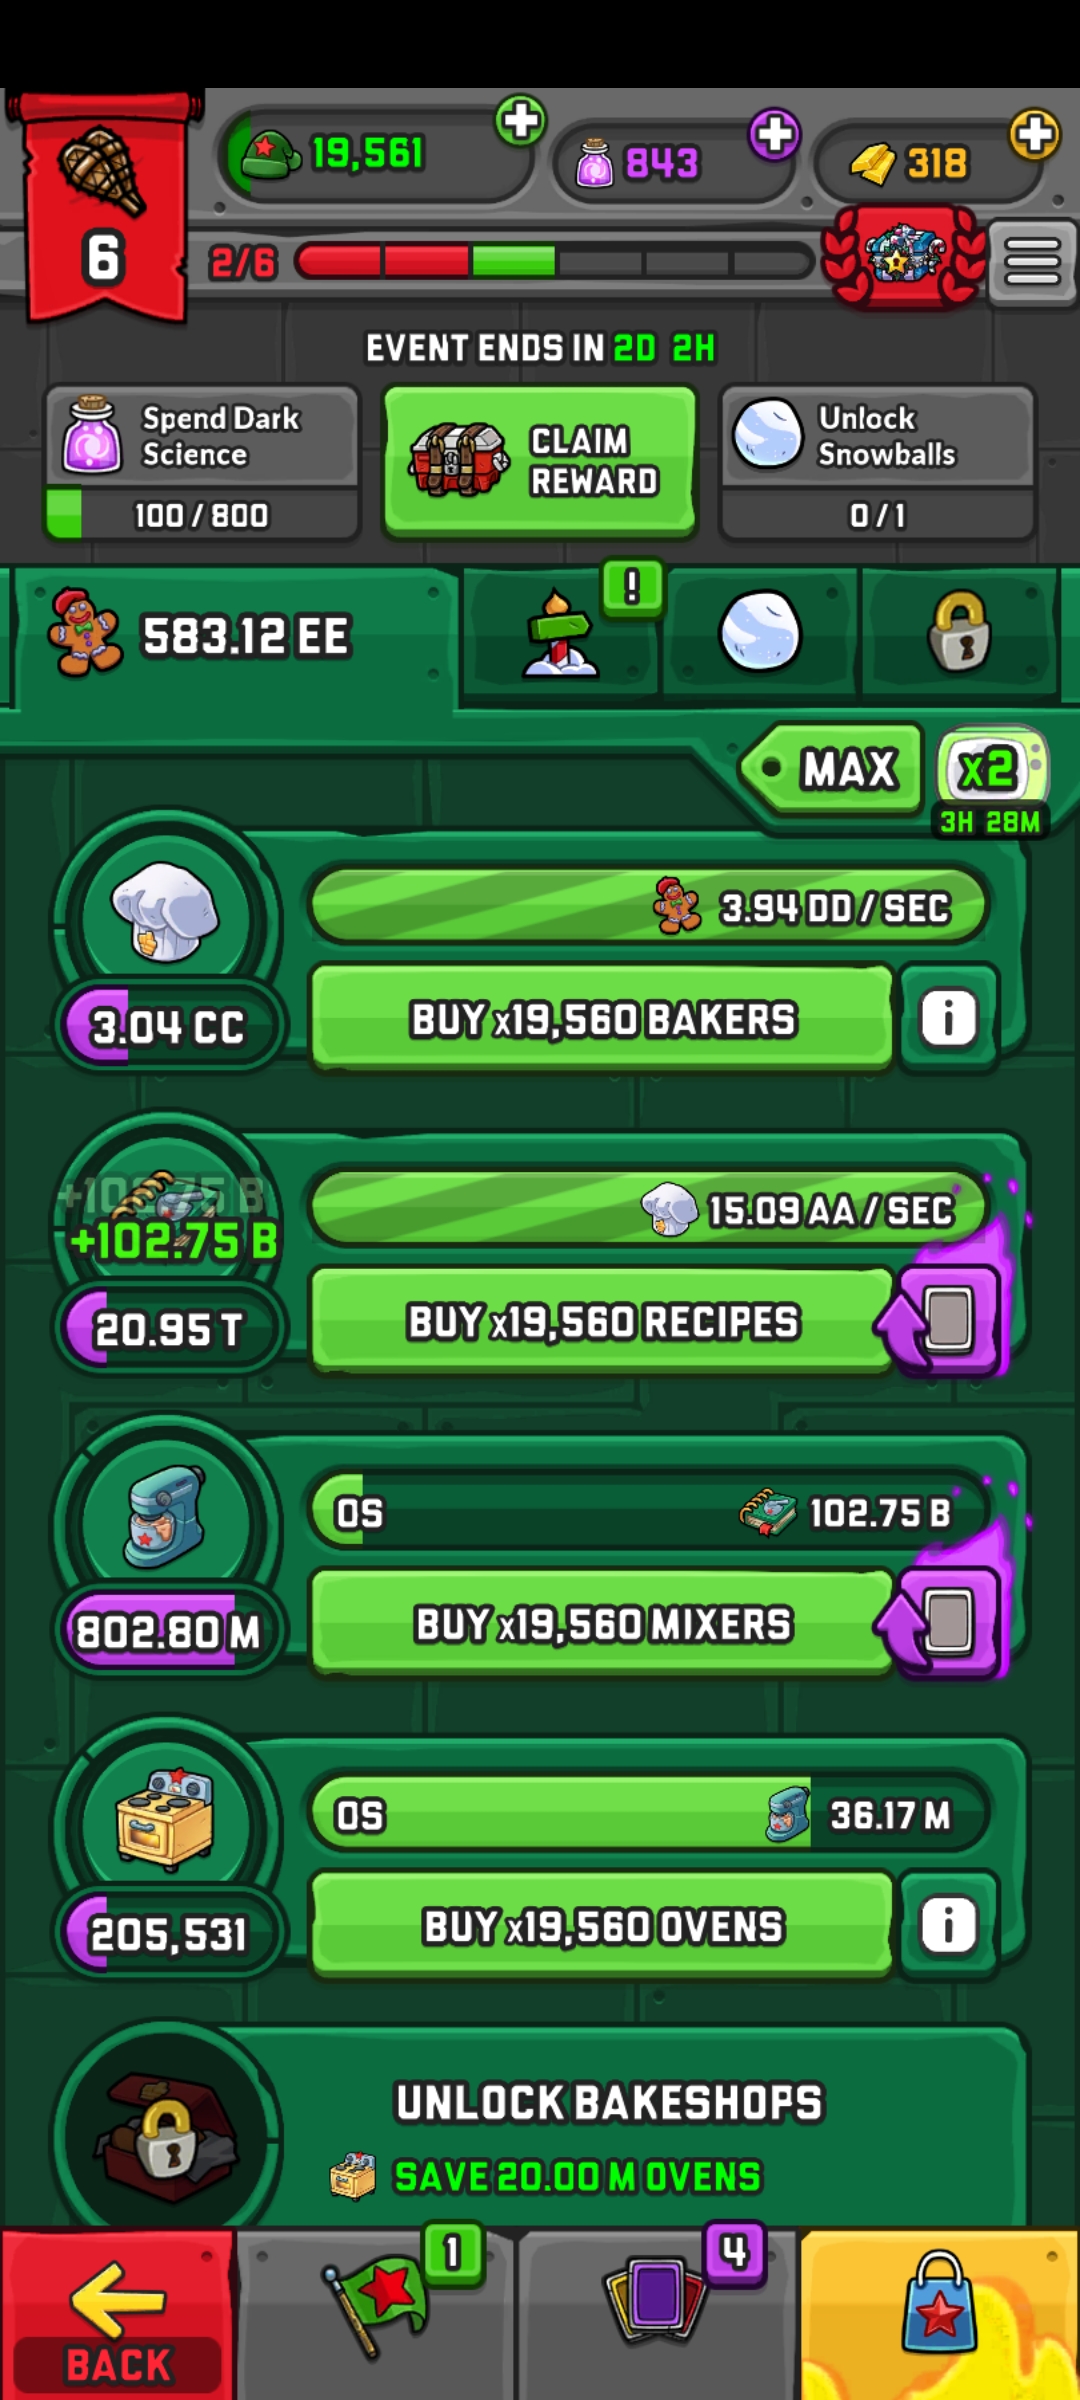 19,561
843
318
6
2/6
EVENT ENDS IN 2D 2H
Spend Dark
Science
100 / 800
CLAIM
REWARD
Unlock
Snowballs
0 / 1
583.12 EE
!
MAX
x2
3H 28M
3.94 DD / SEC
3.04 CC
BUY x19,560 BAKERS
i
+102.75 B
+102.75 B
15.09 AA / SEC
20.95 T
BUY x19,560 RECIPES
0S
102.75 B
802.80 M
BUY x19,560 MIXERS
0S
36.17 M
205,531
BUY x19,560 OVENS
i
UNLOCK BAKESHOPS
SAVE 20.00 M OVENS
1
4
BACK